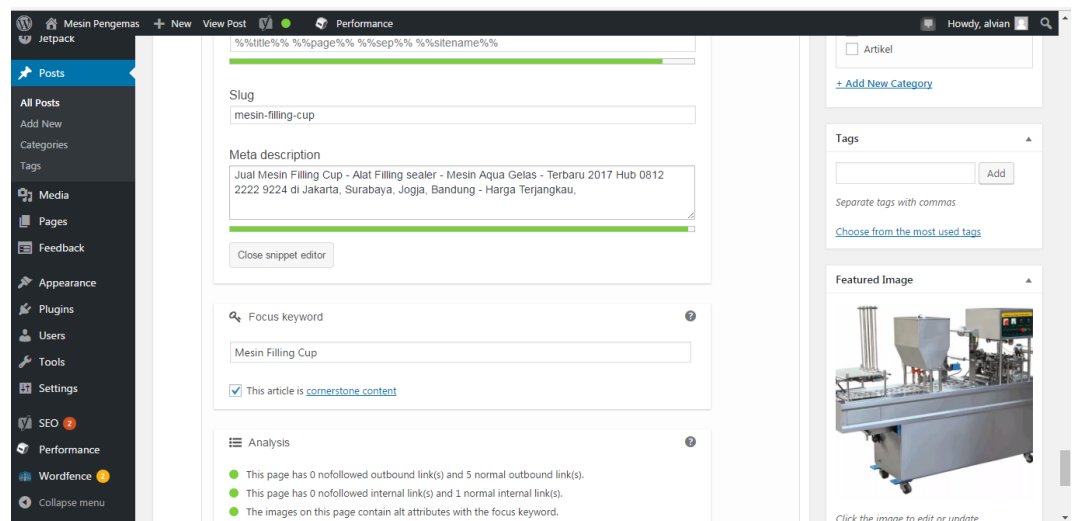 Mesin Pengemas
New
View Post
Performance
Howdy, alvian
Jetpack
Posts
All Posts
Add New
Categories
Tags
Media
Pages
Feedback
Appearance
Plugins
Users
Tools
Settings
SEO 2
Performance
Wordfence 2
Collapse menu
%%title%% %%page%% %%sep%% %%sitename%%
Slug
mesin-filling-cup
Meta description
Jual Mesin Filling Cup - Alat Filling sealer - Mesin Aqua Gelas - Terbaru 2017 Hub 0812
2222 9224 di Jakarta, Surabaya, Jogja, Bandung - Harga Terjangkau,
Close snippet editor
Focus keyword
Mesin Filling Cup
This article is cornerstone content
Analysis
This page has 0 nofollowed outbound link(s) and 5 normal outbound link(s).
This page has 0 nofollowed internal link(s) and 1 normal internal link(s).
The images on this page contain alt attributes with the focus keyword.
Artikel
+ Add New Category
Tags
Add
Separate tags with commas
Choose from the most used tags
Featured Image
Click the image to edit or update